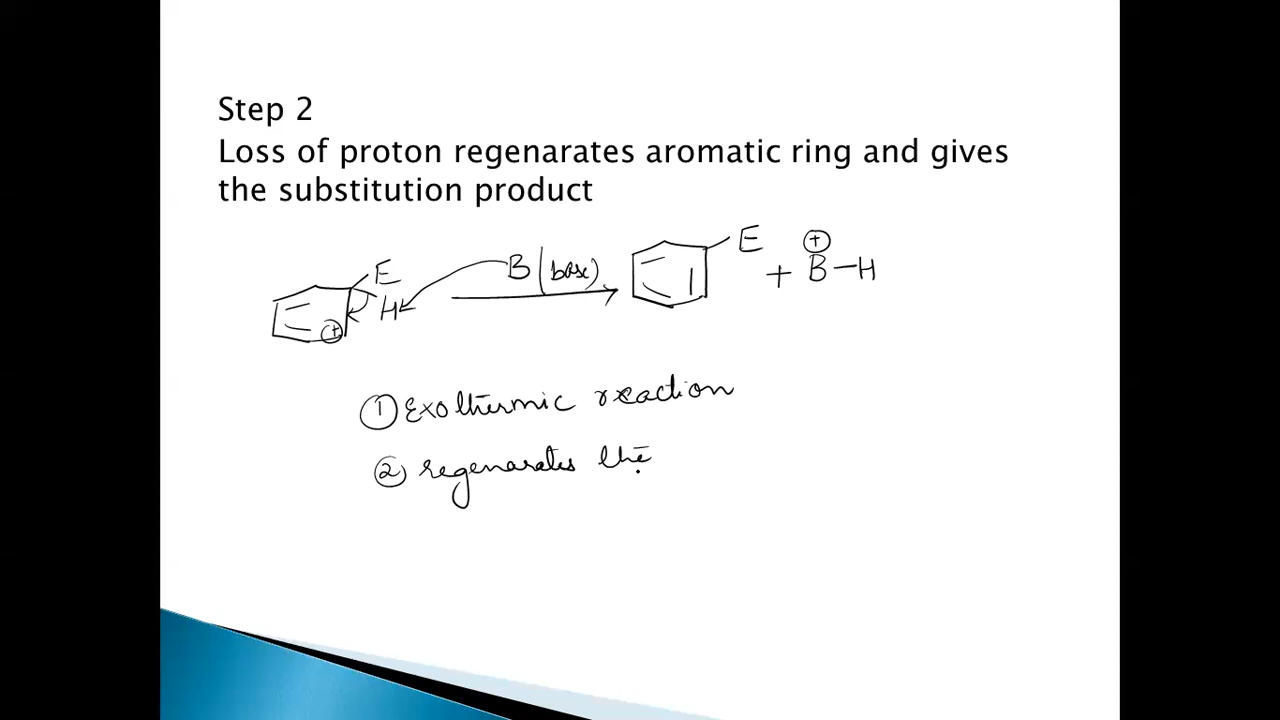 Step 2
Loss of proton regenarates aromatic ring and gives
the substitution product
E
H
+
B (base)
E
+
+
B-H
① Exothermic reaction
② regenarates the